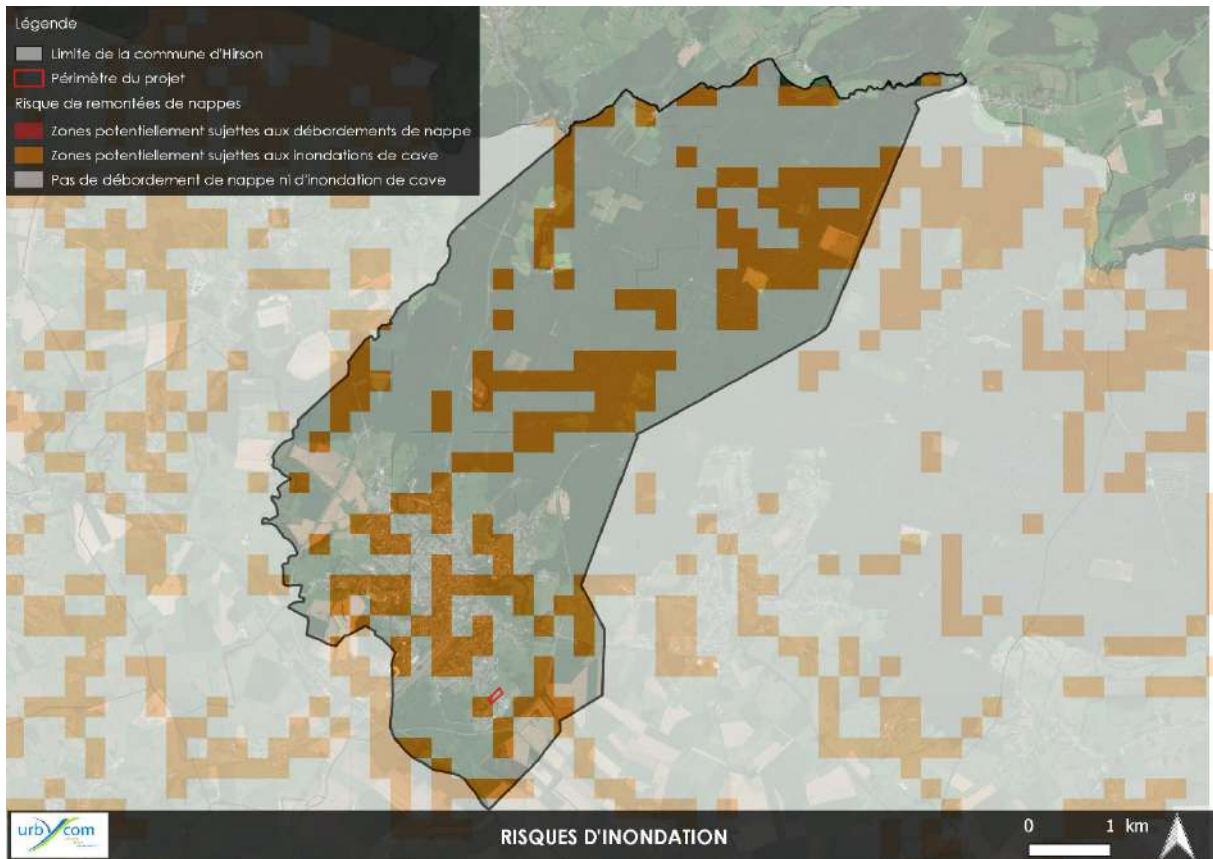 Légende
Limite de la commune d'Hirson
Périmètre du projet
Risque de remontées de nappes
Zones potentiellement sujettes aux débordements de nappe
Zones potentiellement sujettes aux inondations de cave
Pas de débordement de nappe ni d'inondation de cave
urbycom
RISQUES D'INONDATION
0 1 km